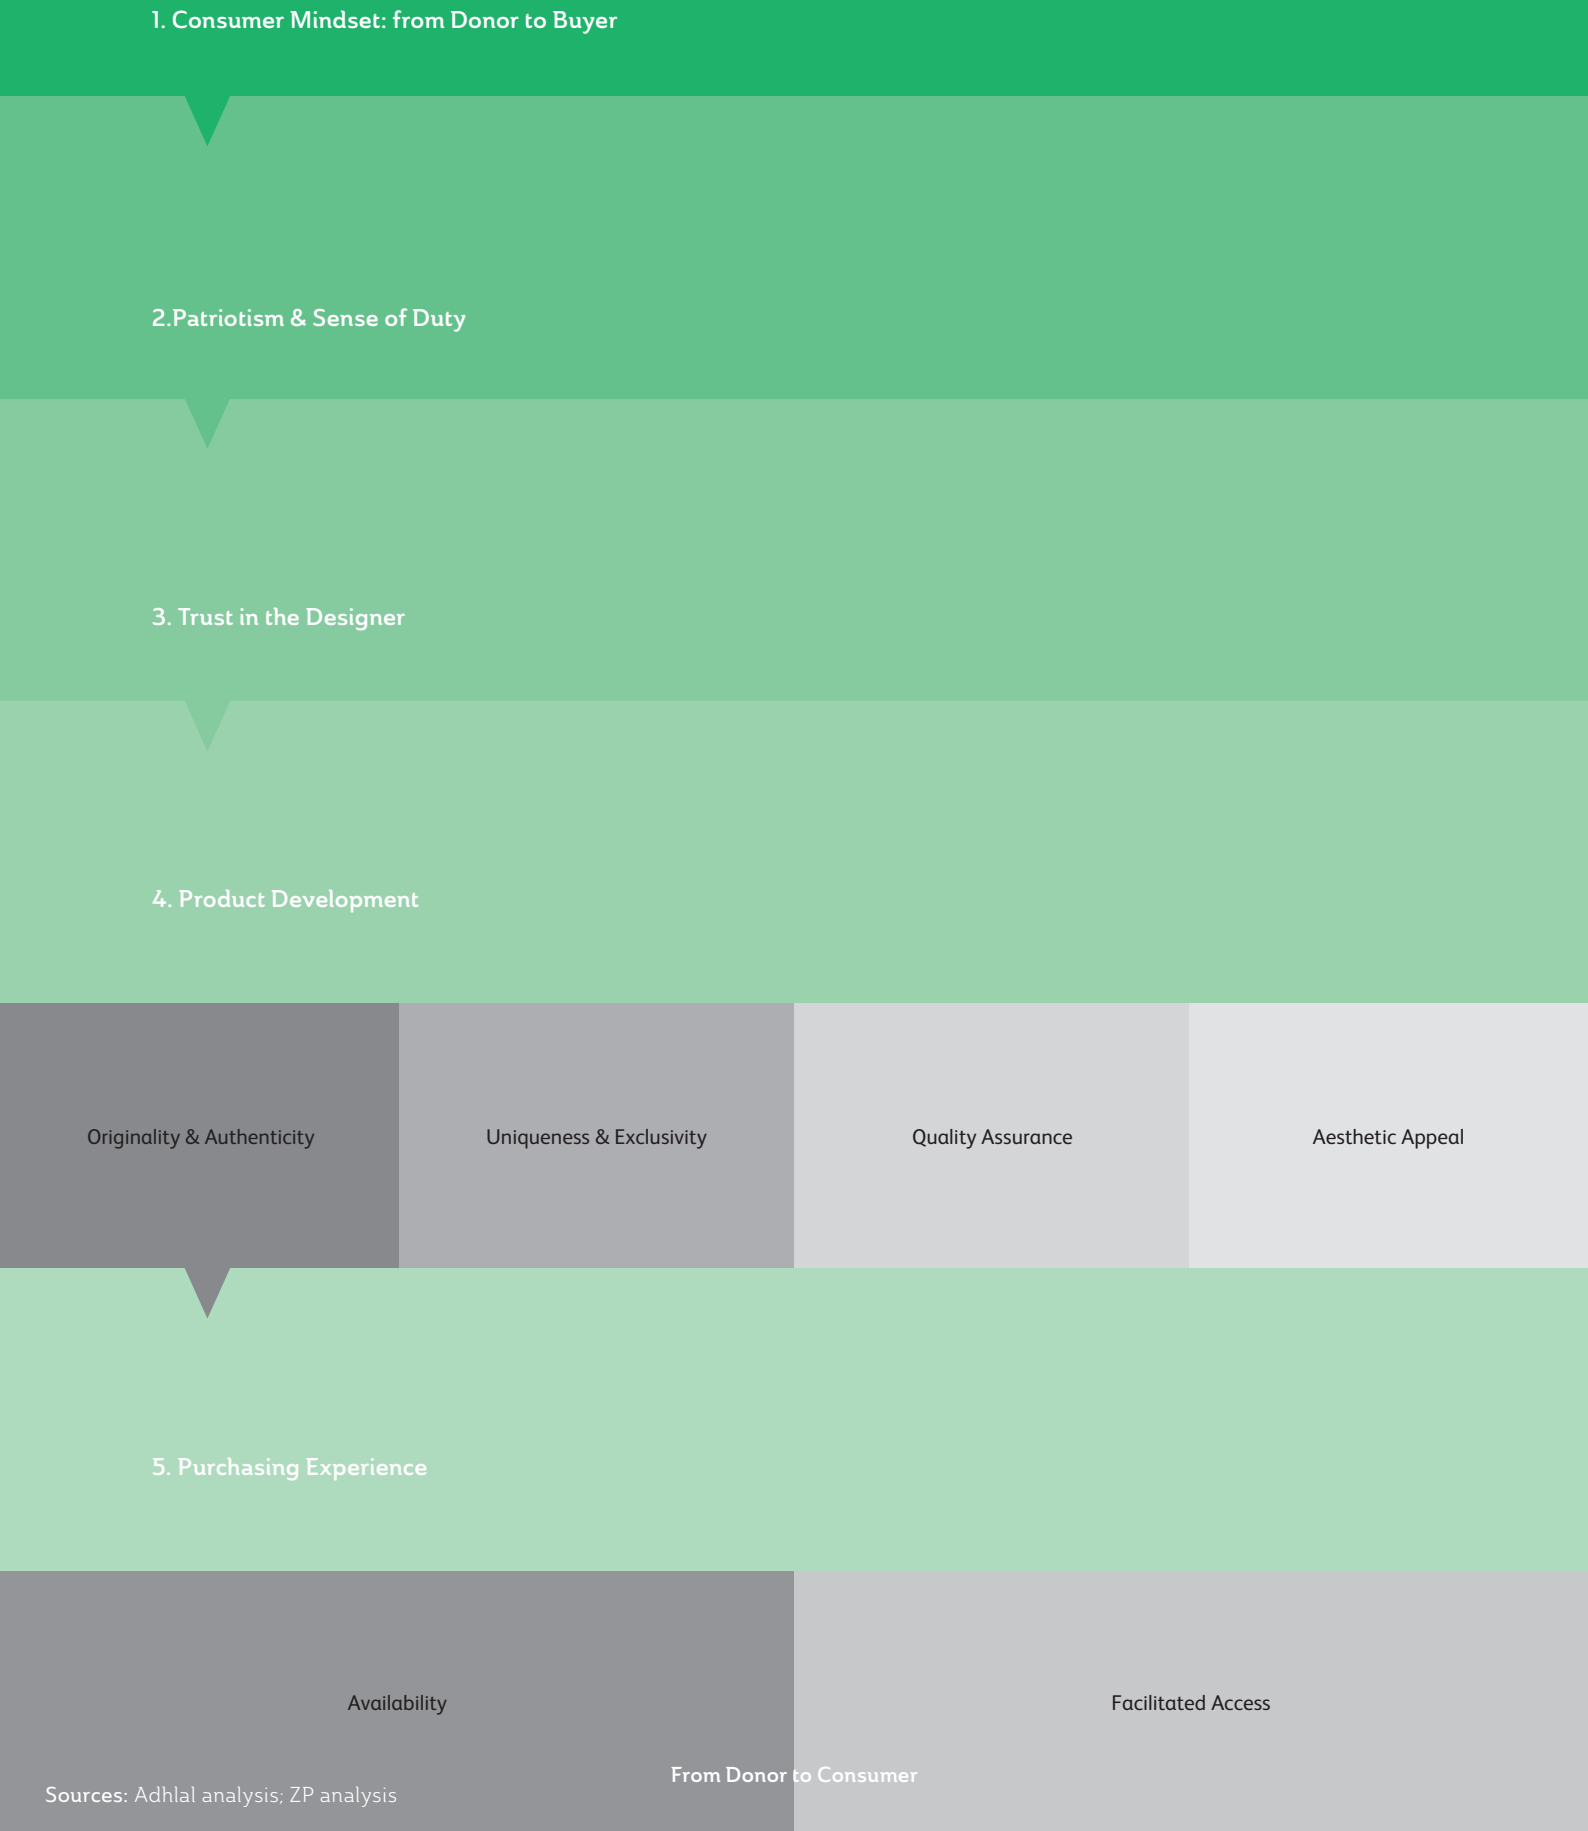 1. Consumer Mindset: from Donor to Buyer
2.Patriotism & Sense of Duty
3. Trust in the Designer
4. Product Development
Originality & Authenticity
Uniqueness & Exclusivity
Quality Assurance
Aesthetic Appeal
5. Purchasing Experience
Availability
Facilitated Access
From Donor to Consumer
Sources: Adhlal analysis; ZP analysis